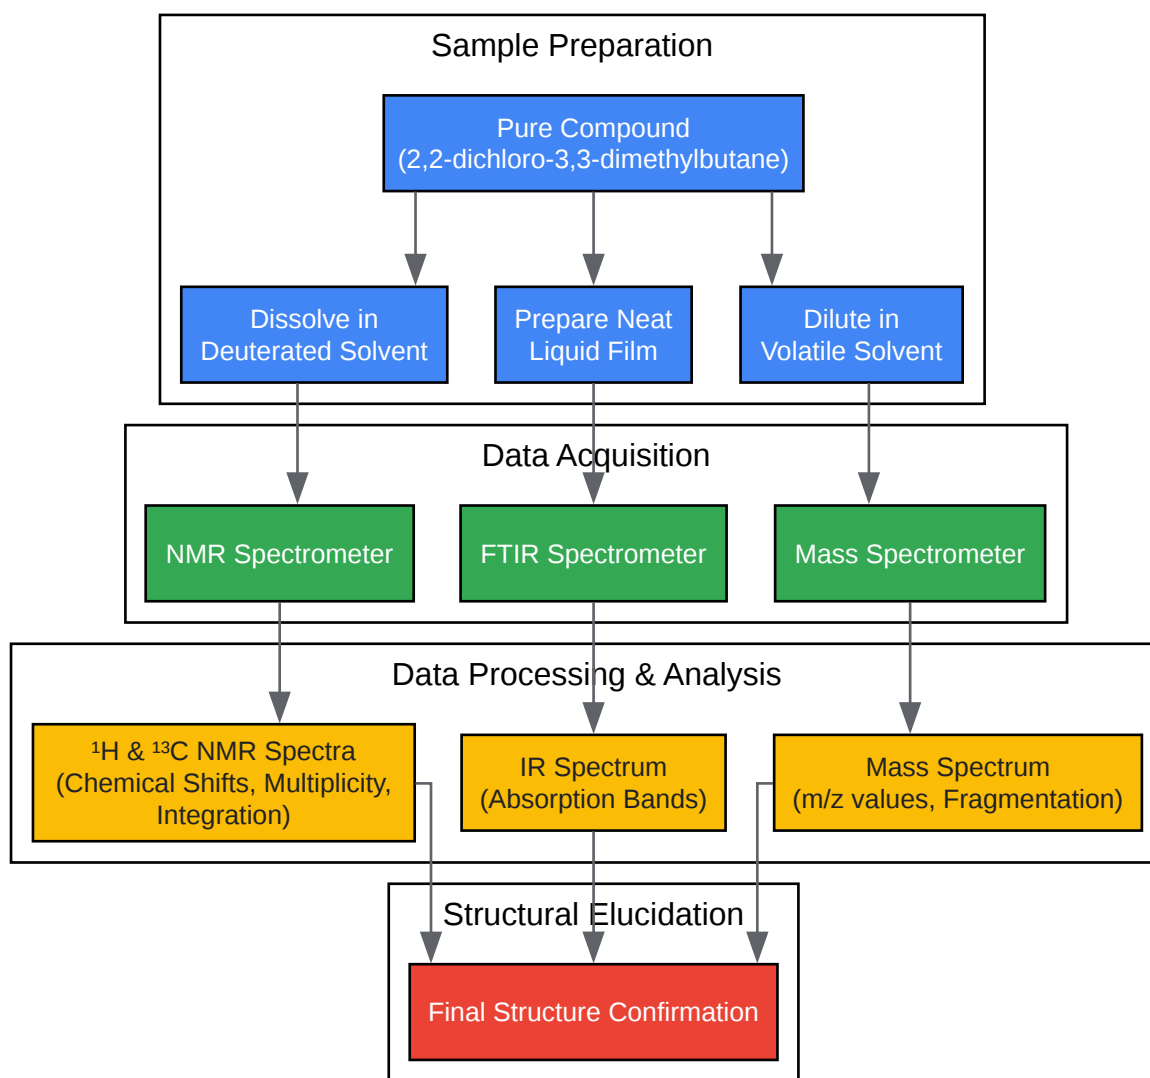 Sample Preparation
Pure Compound
(2,2-dichloro-3,3-dimethylbutane)
Dissolve in
Deuterated Solvent
Prepare Neat
Liquid Film
Dilute in
Volatile Solvent
Data Acquisition
NMR Spectrometer
FTIR Spectrometer
Mass Spectrometer
Data Processing & Analysis
¹H & ¹³C NMR Spectra
(Chemical Shifts, Multiplicity,
Integration)
IR Spectrum
(Absorption Bands)
Mass Spectrum
(m/z values, Fragmentation)
Structural Elucidation
Final Structure Confirmation